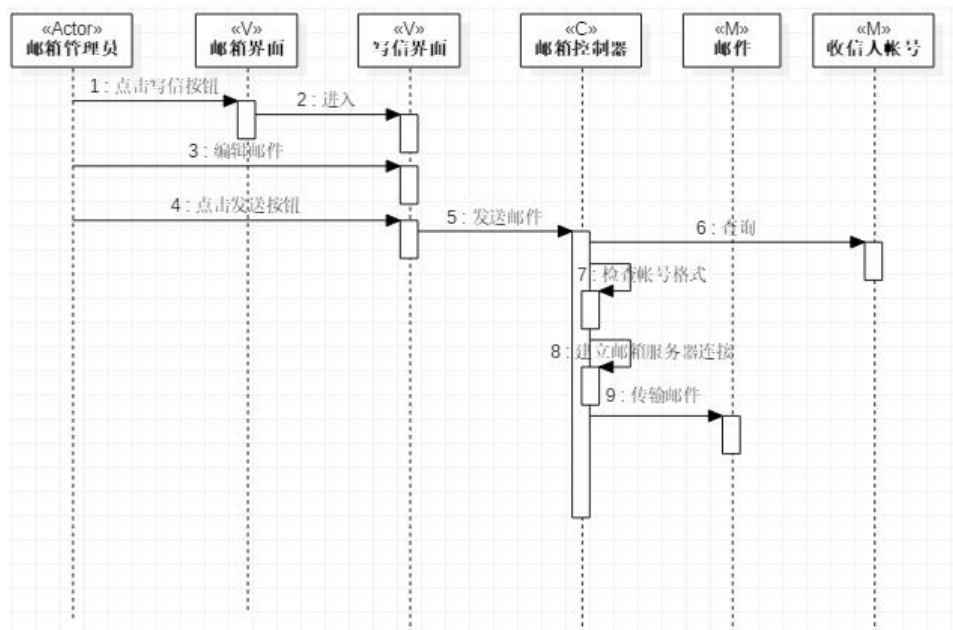 «Actor»
邮箱管理员
«V»
邮箱界面
«V»
写信界面
«C»
邮箱控制器
«M»
邮件
«M»
收信人帐号
1 : 点击写信按钮
2 : 进入
3 : 编辑邮件
4 : 点击发送按钮
5 : 发送邮件
6 : 查询
7 : 检查帐号格式
8 : 建立邮箱服务器连接
9 : 传输邮件